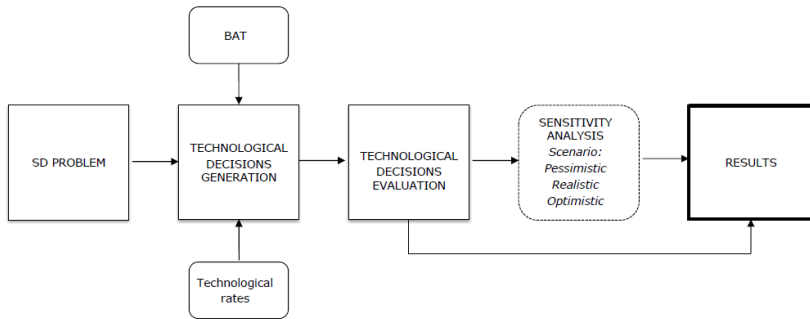 BAT
SD PROBLEM
TECHNOLOGICAL
DECISIONS
GENERATION
TECHNOLOGICAL
DECISIONS
EVALUATION
SENSITIVITY
ANALYSIS
Scenario:
Pessimistic
Realistic
Optimistic
RESULTS
Technological
rates